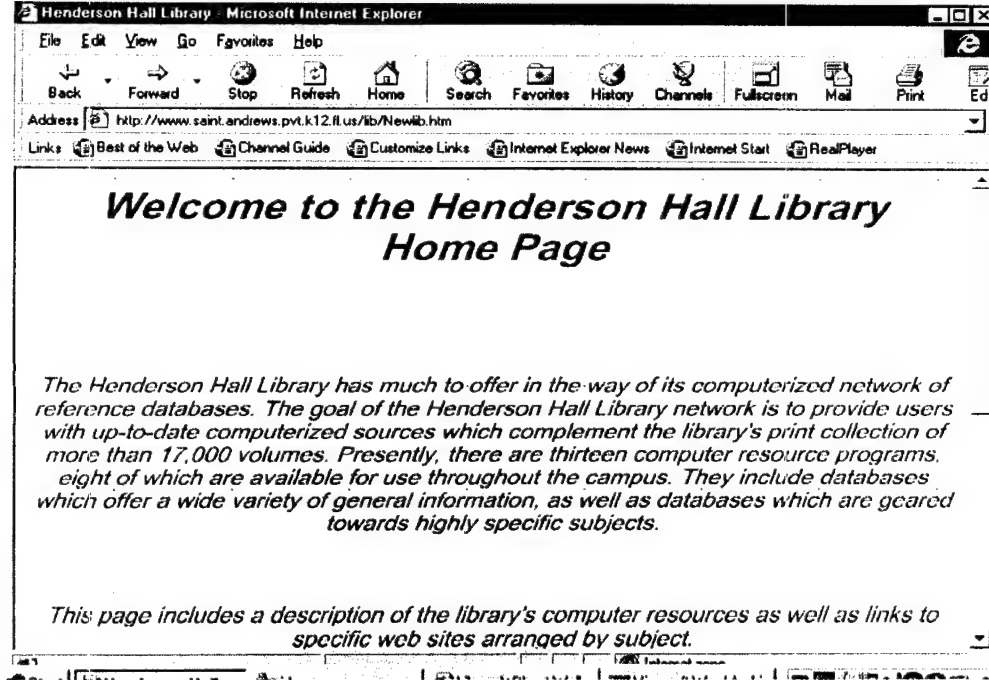 Henderson Hall Library - Microsoft Internet Explorer
File Edit View Go Favorites Help
Back Forward Stop Refresh Home Search Favorites History Channels Fullscreen Mail Print Ed
Address http://www.saint.andrews.pvt.k12.fl.us/lib/Newlib.htm
Links Best of the Web Channel Guide Customize Links Internet Explorer News Internet Start RealPlayer
Welcome to the Henderson Hall Library
Home Page
The Henderson Hall Library has much to offer in the way of its computerized network of
reference databases. The goal of the Henderson Hall Library network is to provide users
with up-to-date computerized sources which complement the library's print collection of
more than 17,000 volumes. Presently, there are thirteen computer resource programs,
eight of which are available for use throughout the campus. They include databases
which offer a wide variety of general information, as well as databases which are geared
towards highly specific subjects.
This page includes a description of the library's computer resources as well as links to
specific web sites arranged by subject.
Internet zone